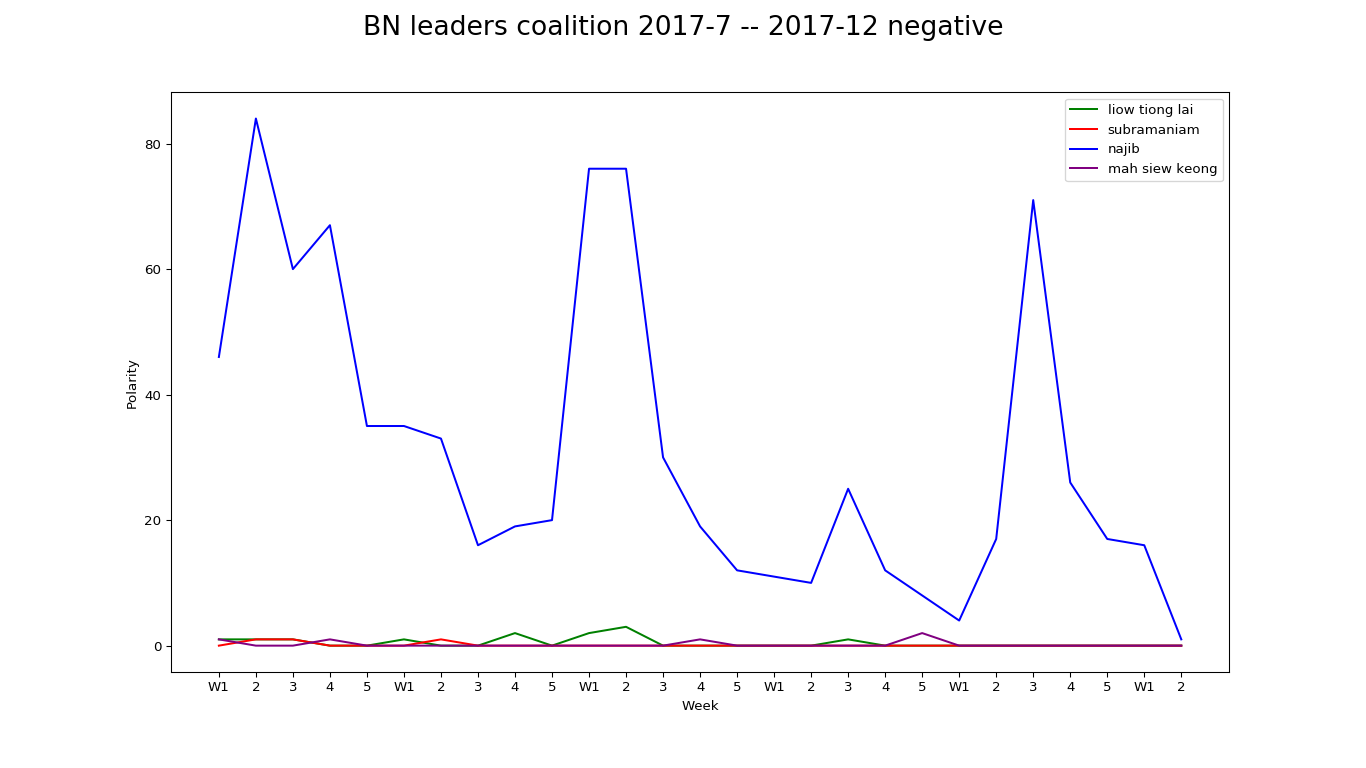 BN leaders coalition 2017-7 -- 2017-12 negative
liow tiong lai
subramaniam
najib
mah siew keong
80
60
40
20
0
Polarity
W1 2 3 4 5 W1 2 3 4 5 W1 2 3 4 5 W1 2 3 4 5 W1 2 3 4 5 W1 2
Week